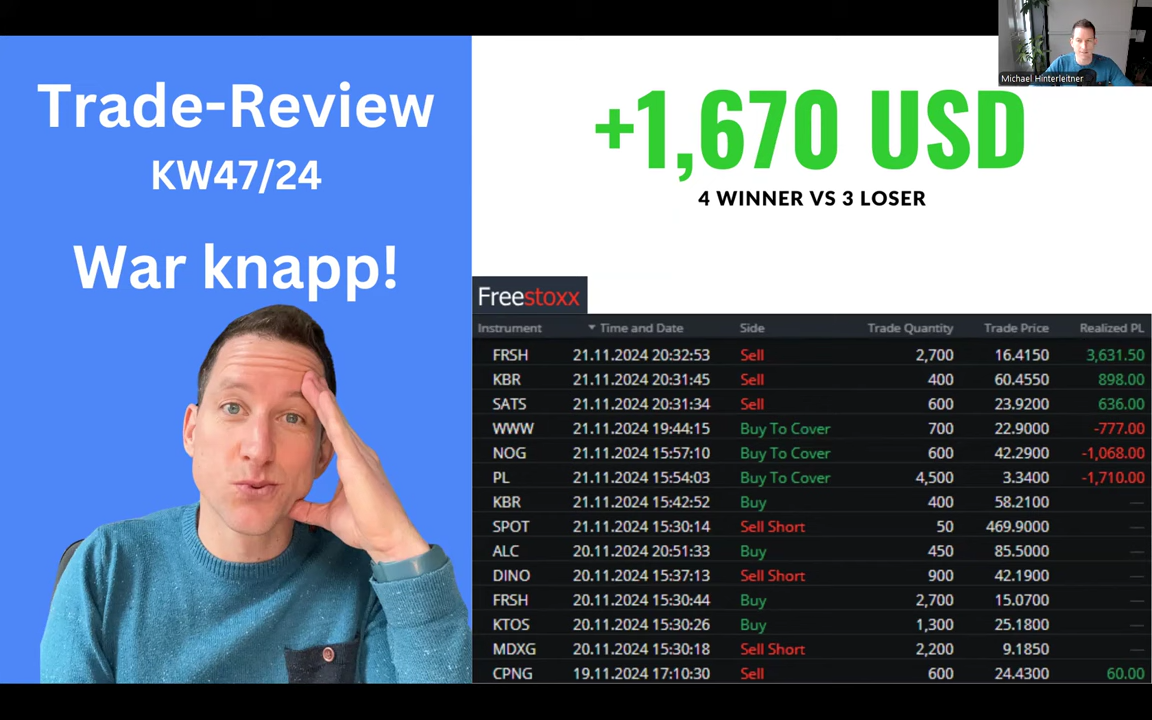 Trade-Review
KW47/24
War knapp!
+1,670 USD
4 WINNER VS 3 LOSER
Michael Hinterleitner
Freestoxx
Instrument Time and Date Side Trade Quantity Trade Price Realized PL
FRSH 21.11.2024 20:32:53 Sell 2,700 16.4150 3,631.50
KBR 21.11.2024 20:31:45 Sell 400 60.4550 898.00
SATS 21.11.2024 20:31:34 Sell 600 23.9200 636.00
WWW 21.11.2024 19:44:15 Buy To Cover 700 22.9000 -777.00
NOG 21.11.2024 15:57:10 Buy To Cover 600 42.2900 -1,068.00
PL 21.11.2024 15:54:03 Buy To Cover 4,500 3.3400 -1,710.00
KBR 21.11.2024 15:42:52 Buy 400 58.2100 —
SPOT 21.11.2024 15:30:14 Sell Short 50 469.9000 —
ALC 20.11.2024 20:51:33 Buy 450 85.5000 —
DINO 20.11.2024 15:37:13 Sell Short 900 42.1900 —
FRSH 20.11.2024 15:30:44 Buy 2,700 15.0700 —
KTOS 20.11.2024 15:30:26 Buy 1,300 25.1800 —
MDXG 20.11.2024 15:30:18 Sell Short 2,200 9.1850 —
CPNG 19.11.2024 17:10:30 Sell 600 24.4300 60.00